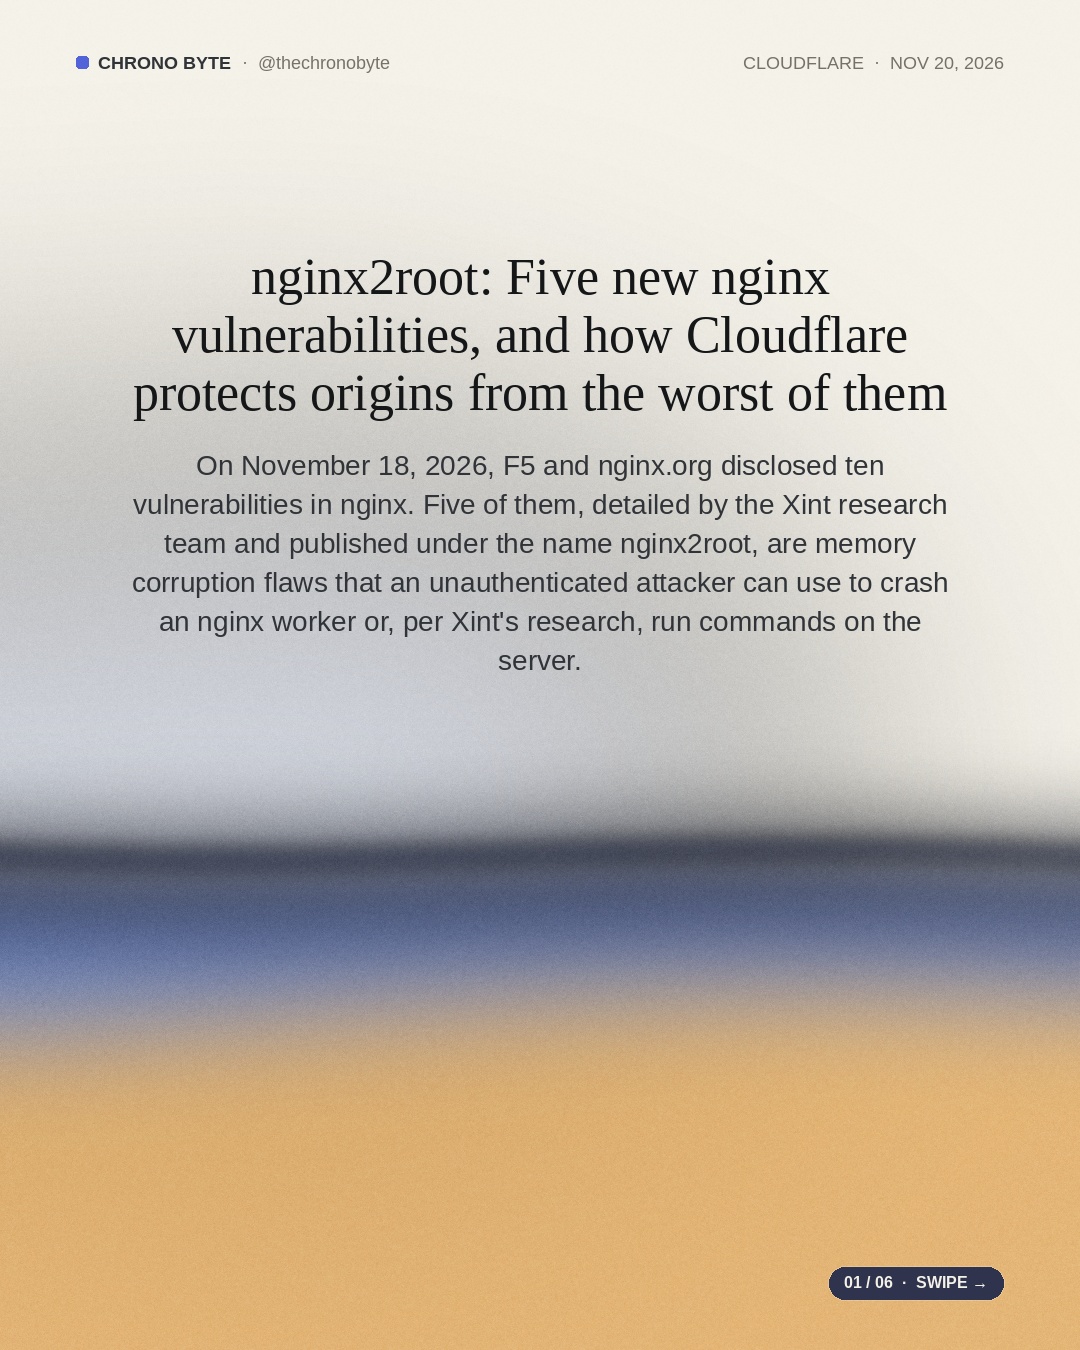 CHRONO BYTE · @thechronobyte
CLOUDFLARE · NOV 20, 2026
nginx2root: Five new nginx
vulnerabilities, and how Cloudflare
protects origins from the worst of them
On November 18, 2026, F5 and nginx.org disclosed ten
vulnerabilities in nginx. Five of them, detailed by the Xint research
team and published under the name nginx2root, are memory
corruption flaws that an unauthenticated attacker can use to crash
an nginx worker or, per Xint's research, run commands on the
server.
01 / 06 · SWIPE →